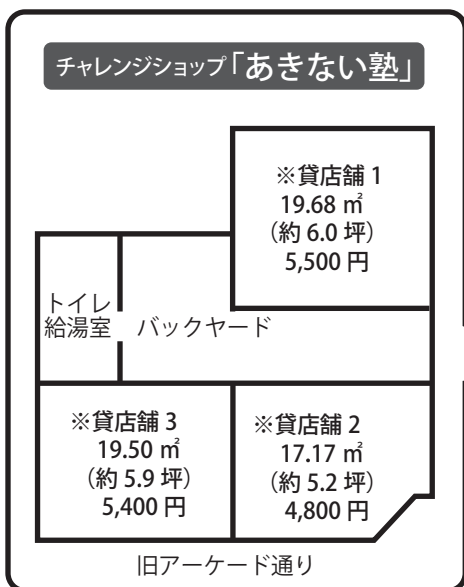 チャレンジショップ「あきない塾」
※貸店舗 1
19.68 ㎡
(約 6.0 坪)
5,500 円
トイレ
給湯室
バックヤード
※貸店舗 3
19.50 ㎡
(約 5.9 坪)
5,400 円
※貸店舗 2
17.17 ㎡
(約 5.2 坪)
4,800 円
旧アーケード通り